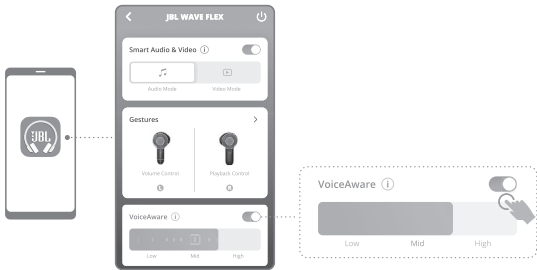 JBL WAVE FLEX
Smart Audio & Video i
Audio Mode Video Mode
JBL
Gestures
Volume Control Playback Control
L R
VoiceAware i
Low Mid High
VoiceAware i
Low Mid High